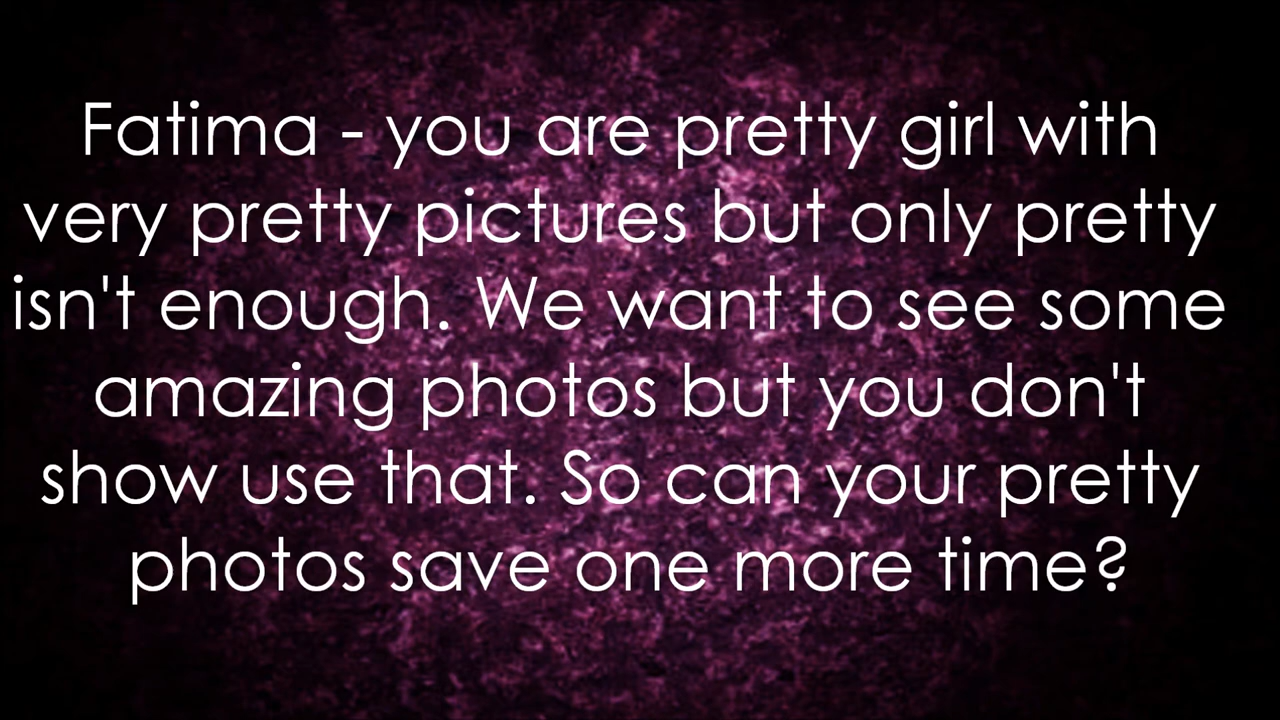 Fatima - you are pretty girl with
very pretty pictures but only pretty
isn't enough. We want to see some
amazing photos but you don't
show use that. So can your pretty
photos save one more time?